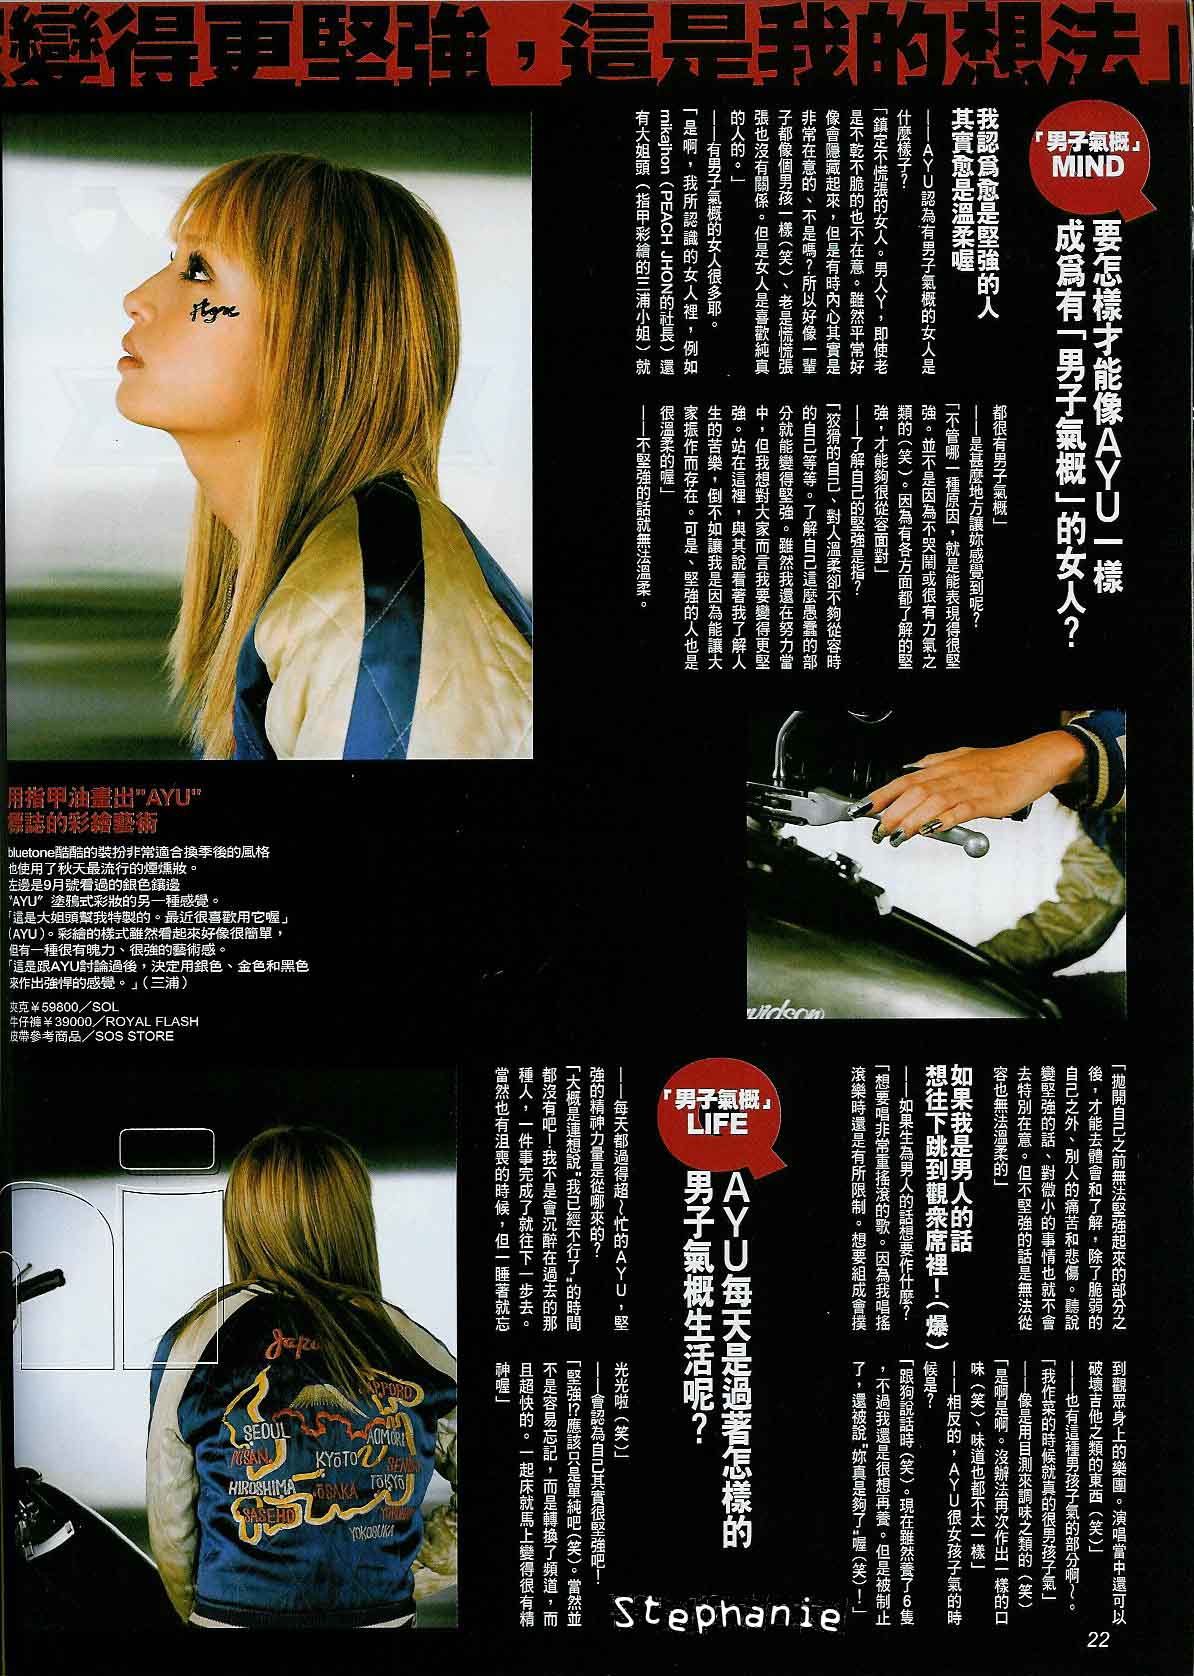 變得更堅強，這是我的想法」
「男子氣概」
MIND
要怎樣才能像AYU一樣
成為有「男子氣概」的女人？
我認為愈是堅強的人
其實愈是溫柔喔
——AYU認為有男子氣概的女人是
什麼樣子？
「鎮定不慌張的女人。男人Y，即使老
是不乾不脆的也不在意。雖然平常好
像會隱藏起來，但是有時內心其實是
非常在意的、不是嗎？所以好像一輩
子都像個男孩一樣（笑）、老是慌慌張
張也沒有關係。但是女人是喜歡純真
的人的。」
——有男子氣概的女人很多耶。
「是啊，我所認識的女人裡，例如
mikajhon（PEACH JHON的社長）還
有大姐頭（指甲彩繪的三浦小姐）就
都很有男子氣概」
——是甚麼地方讓妳感覺到呢？
「不管哪一種原因，就是能表現得很堅
強。並不是因為不哭鬧或很有力氣之
類的（笑）。因為有各方面都了解的堅
強，才能夠很從容面對」
——了解自己的堅強是指？
「狡猾的自己、對人溫柔卻不夠從容時
的自己等等。了解自己這麼愚蠢的部
分就能變得堅強。雖然我還在努力當
中，但我想對大家而言我要變得更堅
強。站在這裡，與其說看著我了解人
生的苦樂，倒不如讓我是因為能讓大
家振作而存在。可是、堅強的人也是
很溫柔的喔」
——不堅強的話就無法溫柔。
用指甲油畫出"AYU"
標誌的彩繪藝術
bluetone酷酷的裝扮非常適合換季後的風格
也使用了秋天最流行的煙燻妝。
左邊是9月號看過的銀色鑲邊
"AYU" 塗鴉式彩妝的另一種感覺。
「這是大姐頭幫我特製的。最近很喜歡用它喔」
(AYU)。彩繪的樣式雖然看起來好像很簡單，
但有一種很有魄力、很強的藝術感。
「這是跟AYU討論過後，決定用銀色、金色和黑色
來作出強悍的感覺。」（三浦）
夾克￥59800／SOL
牛仔褲￥39000／ROYAL FLASH
皮帶參考商品／SOS STORE
vidson
「拋開自己之前無法堅強起來的部分之
後，才能去體會和了解，除了脆弱的
自己之外、別人的痛苦和悲傷。聽說
變堅強的話、對微小的事情也就不會
去特別在意。但不堅強的話是無法從
容也無法溫柔的」
如果我是男人的話
想往下跳到觀眾席裡！（爆）
——如果生為男人的話想要作什麼？
「想要唱非常重搖滾的歌。因為我唱搖
滾樂時還是有所限制。想要組成會撲
到觀眾身上的樂團。演唱當中還可以
破壞吉他之類的東西（笑）」
——也有這種男孩子氣的部分啊～。
「我作菜的時候就真的很男孩子氣」
——像是用目測來調味之類的（笑）
「是啊是啊。沒辦法再次作出一樣的口
味（笑）、味道也都不太一樣」
——相反的，AYU很女孩子氣的時
候是？
「跟狗說話時（笑）。現在雖然養了6隻
，不過我還是很想再養。但是被制止
了，還被說"妳真是夠了"喔（笑）！」
「男子氣概」
LIFE
AYU每天是過著怎樣的
男子氣概生活呢？
——每天都過得超～忙的AYU，堅
強的精神力量是從哪來的？
「大概是連想說"我已經不行了"的時間
都沒有吧！我不是會沉醉在過去的那
種人，一件事完成了就往下一步去。
當然也有沮喪的時候，但一睡著就忘
光光啦（笑）」
——會認為自己其實很堅強吧！
「堅強！？應該只是單純吧（笑）。當然並
不是容易忘記，而是轉換了頻道，而
且超快的。一起床就馬上變得很有精
神喔」
Japa
SAPPORO
SEOUL
AOMORI
KYŌTO
HIROSHIMA
ŌSAKA
TŌKYŌ
SASEHO
YOKOSUKA
Stephanie
22